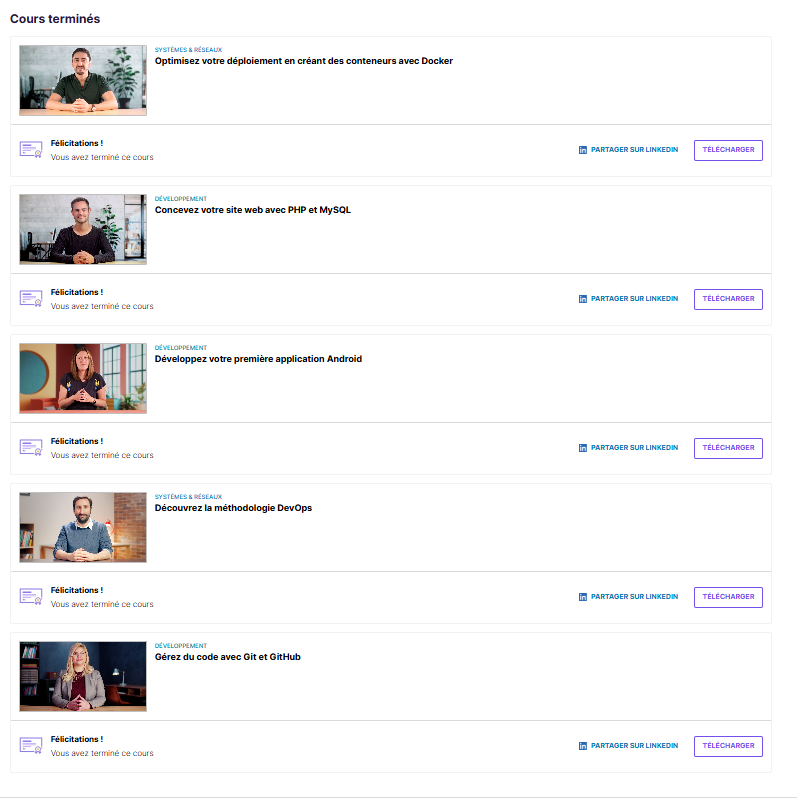 Cours terminés
SYSTÈMES & RÉSEAUX
Optimisez votre déploiement en créant des conteneurs avec Docker
Félicitations !
Vous avez terminé ce cours
PARTAGER SUR LINKEDIN
TÉLÉCHARGER
DÉVELOPPEMENT
Concevez votre site web avec PHP et MySQL
Félicitations !
Vous avez terminé ce cours
PARTAGER SUR LINKEDIN
TÉLÉCHARGER
DÉVELOPPEMENT
Développez votre première application Android
Félicitations !
Vous avez terminé ce cours
PARTAGER SUR LINKEDIN
TÉLÉCHARGER
SYSTÈMES & RÉSEAUX
Découvrez la méthodologie DevOps
Félicitations !
Vous avez terminé ce cours
PARTAGER SUR LINKEDIN
TÉLÉCHARGER
DÉVELOPPEMENT
Gérez du code avec Git et GitHub
Félicitations !
Vous avez terminé ce cours
PARTAGER SUR LINKEDIN
TÉLÉCHARGER